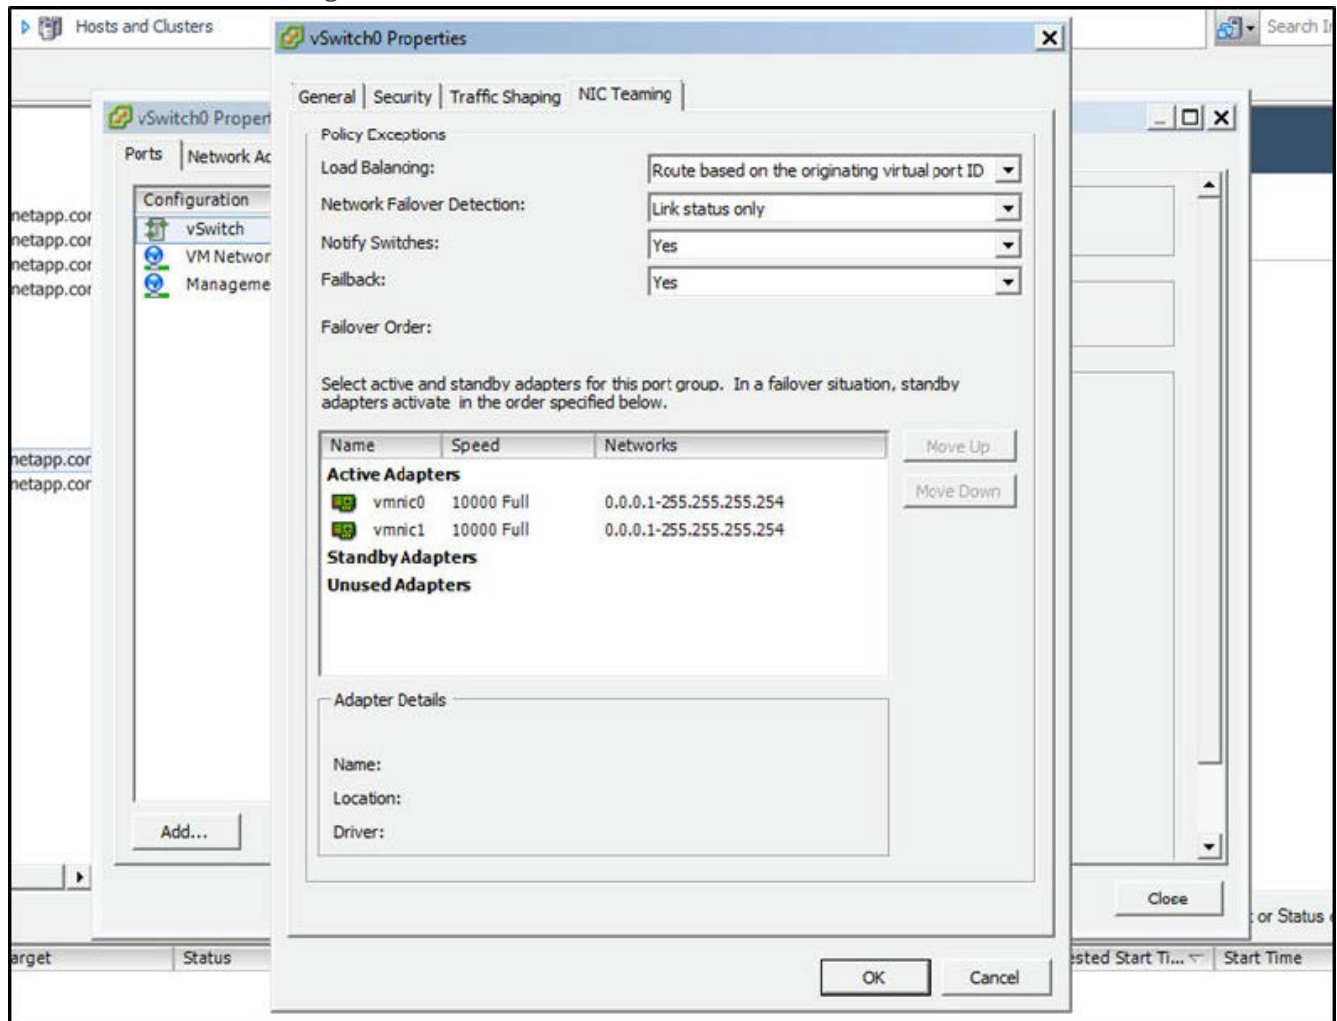 Hosts and Clusters
Search
vSwitch0 Properties
General
Security
Traffic Shaping
NIC Teaming
vSwitch0 Proper
Ports
Network Ac
Configuration
vSwitch
VM Networ
Manageme
netapp.cor
netapp.cor
netapp.cor
netapp.cor
netapp.cor
netapp.cor
Policy Exceptions
Load Balancing:
Route based on the originating virtual port ID
Network Failover Detection:
Link status only
Notify Switches:
Yes
Failback:
Yes
Failover Order:
Select active and standby adapters for this port group. In a failover situation, standby
adapters activate in the order specified below.
Name Speed Networks
Active Adapters
vmnic0 10000 Full 0.0.0.1-255.255.255.254
vmnic1 10000 Full 0.0.0.1-255.255.255.254
Standby Adapters
Unused Adapters
Move Up
Move Down
Adapter Details
Name:
Location:
Driver:
Add...
Close
or Status
OK
Cancel
arget
Status
ested Start Ti...
Start Time